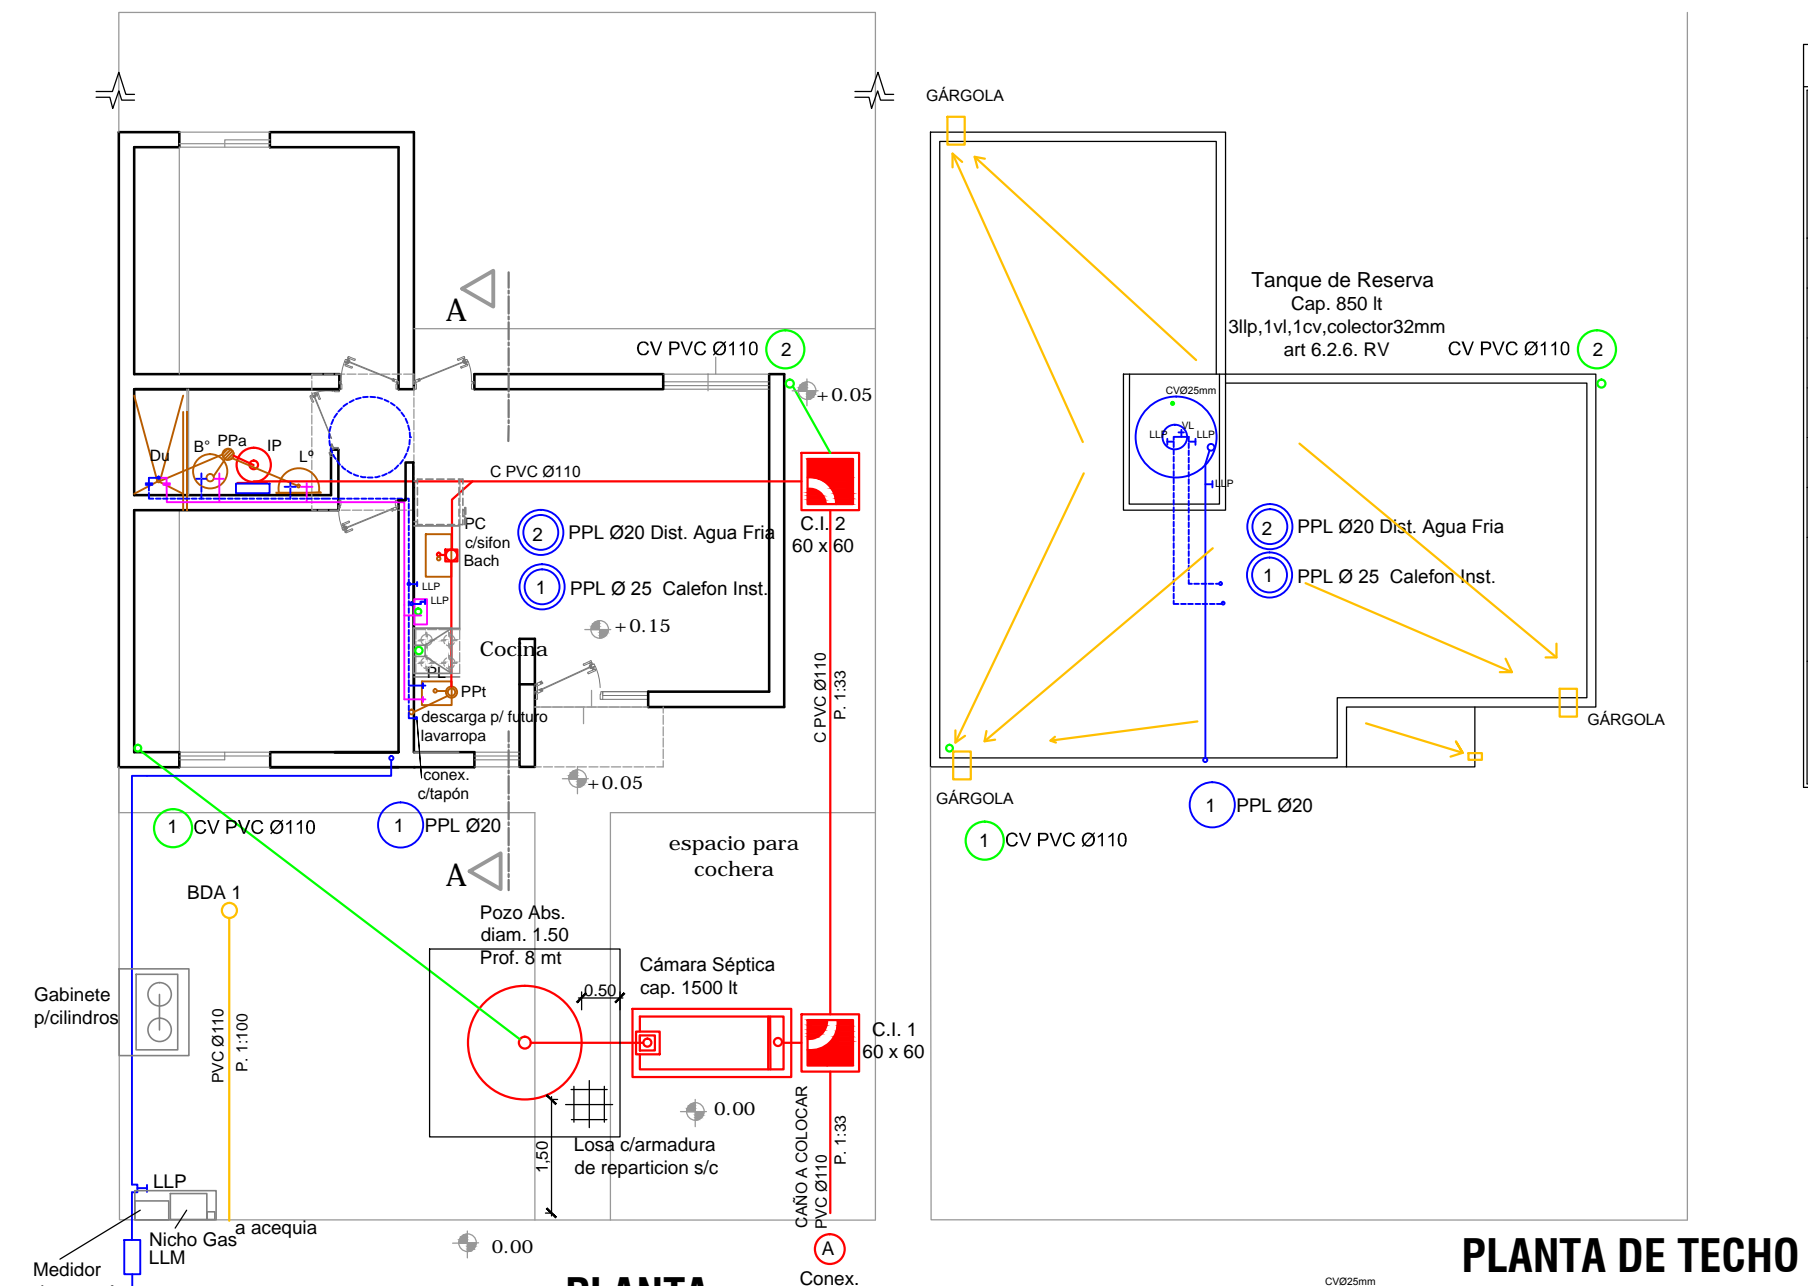 GÁRGOLA
A
CV PVC Ø110
2
+0.05
Du
Bº
PPa
IP
Lº
C PVC Ø110
C.I. 2
60 x 60
PC
c/sifon
Bach
LLP
LLP
2
PPL Ø20 Dist. Agua Fria
1
PPL Ø 25 Calefon Inst.
+0.15
Cocina
PL
PPt
descarga p/ futuro
lavarropa
conex.
c/tapón
+0.05
C PVC Ø110
P. 1:33
1
CV PVC Ø110
1
PPL Ø20
A
espacio para
cochera
BDA 1
PVC Ø110
P. 1:100
Pozo Abs.
diam. 1.50
Prof. 8 mt
0.50
Cámara Séptica
cap. 1500 lt
C.I. 1
60 x 60
Gabinete
p/cilindros
0.00
Losa c/armadura
de reparticion s/c
1,50
CAÑO A COLOCAR
PVC Ø110
P. 1:33
LLP
a acequia
Nicho Gas
LLM
Medidor
0.00
A
Conex.
PLANTA
Tanque de Reserva
Cap. 850 lt
3llp,1vl,1cv,colector32mm
art 6.2.6. RV
CV PVC Ø110
2
CVØ25mm
VL
LLP
LLP
LLP
2
PPL Ø20 Dist. Agua Fria
1
PPL Ø 25 Calefon Inst.
GÁRGOLA
GÁRGOLA
1
PPL Ø20
1
CV PVC Ø110
PLANTA DE TECHO
CVØ25mm